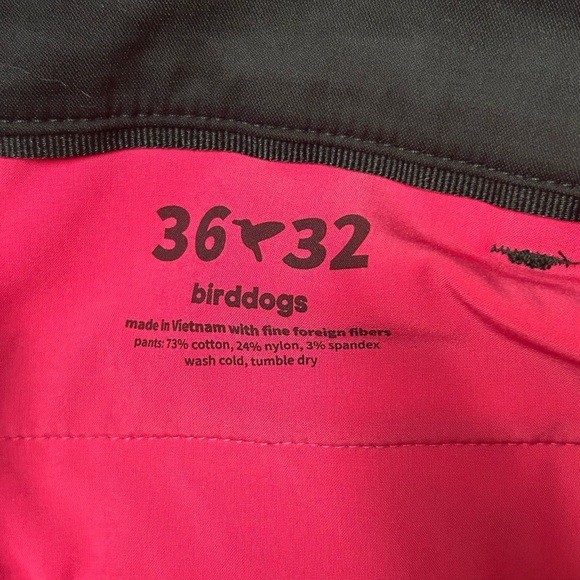 36 32
birddogs
made in Vietnam with fine foreign fibers
pants: 73% cotton, 24% nylon, 3% spandex
wash cold, tumble dry